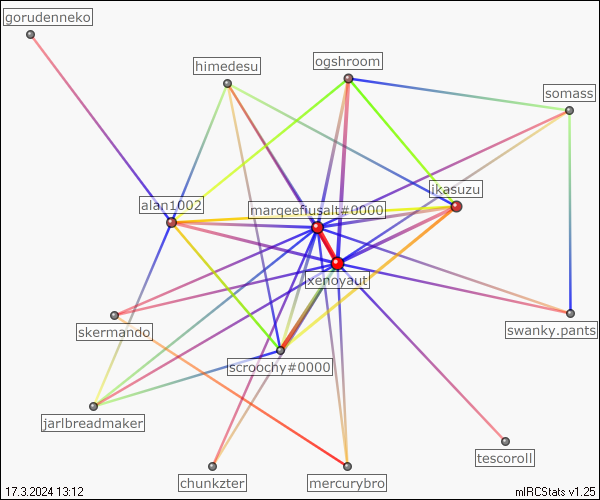 gorudenneko
himedesu
ogshroom
somass
ikasuzu
alan1002
marqeefiusalt#0000
xenoyaut
skermando
swanky.pants
scroochy#0000
jarlbreadmaker
tescoroll
chunkzter
mercurybro
17.3.2024 13:12
mIRCStats v1.25